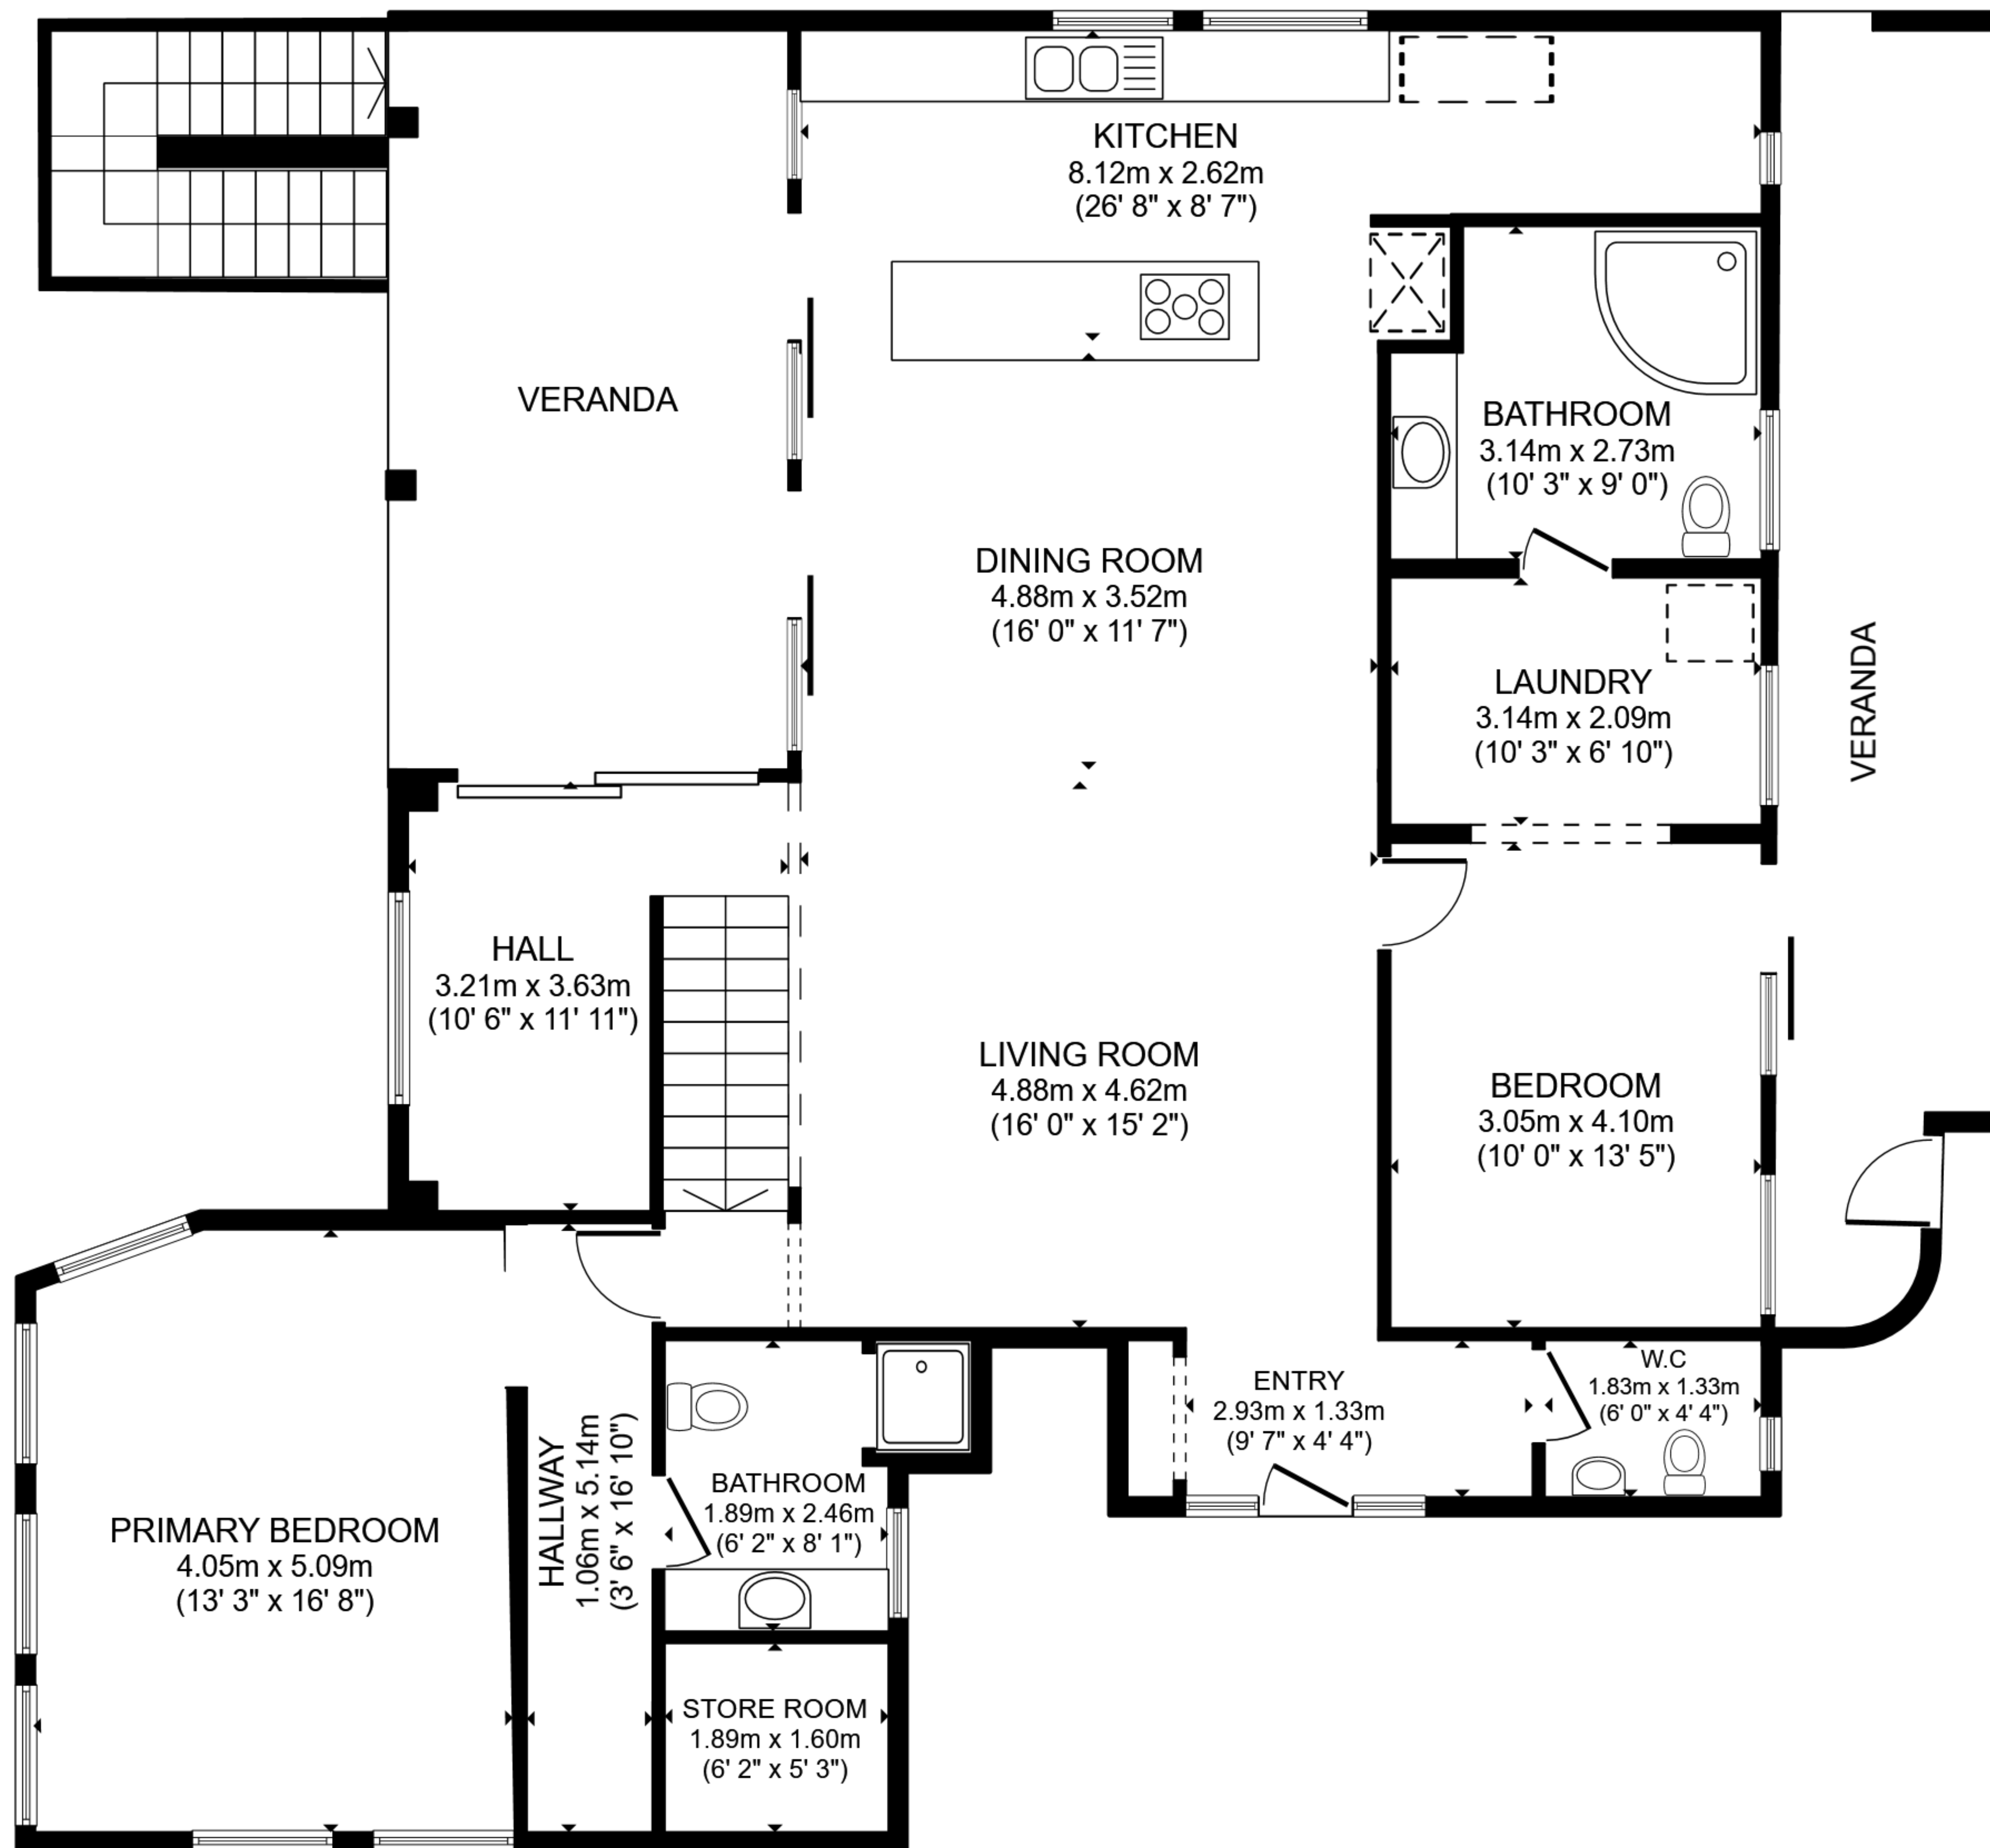 KITCHEN
8.12m x 2.62m
(26' 8" x 8' 7")
VERANDA
BATHROOM
3.14m x 2.73m
(10' 3" x 9' 0")
DINING ROOM
4.88m x 3.52m
(16' 0" x 11' 7")
LAUNDRY
3.14m x 2.09m
(10' 3" x 6' 10")
VERANDA
HALL
3.21m x 3.63m
(10' 6" x 11' 11")
LIVING ROOM
4.88m x 4.62m
(16' 0" x 15' 2")
BEDROOM
3.05m x 4.10m
(10' 0" x 13' 5")
ENTRY
2.93m x 1.33m
(9' 7" x 4' 4")
W.C
1.83m x 1.33m
(6' 0" x 4' 4")
PRIMARY BEDROOM
4.05m x 5.09m
(13' 3" x 16' 8")
HALLWAY
1.06m x 5.14m
(3' 6" x 16' 10")
BATHROOM
1.89m x 2.46m
(6' 2" x 8' 1")
STORE ROOM
1.89m x 1.60m
(6' 2" x 5' 3")